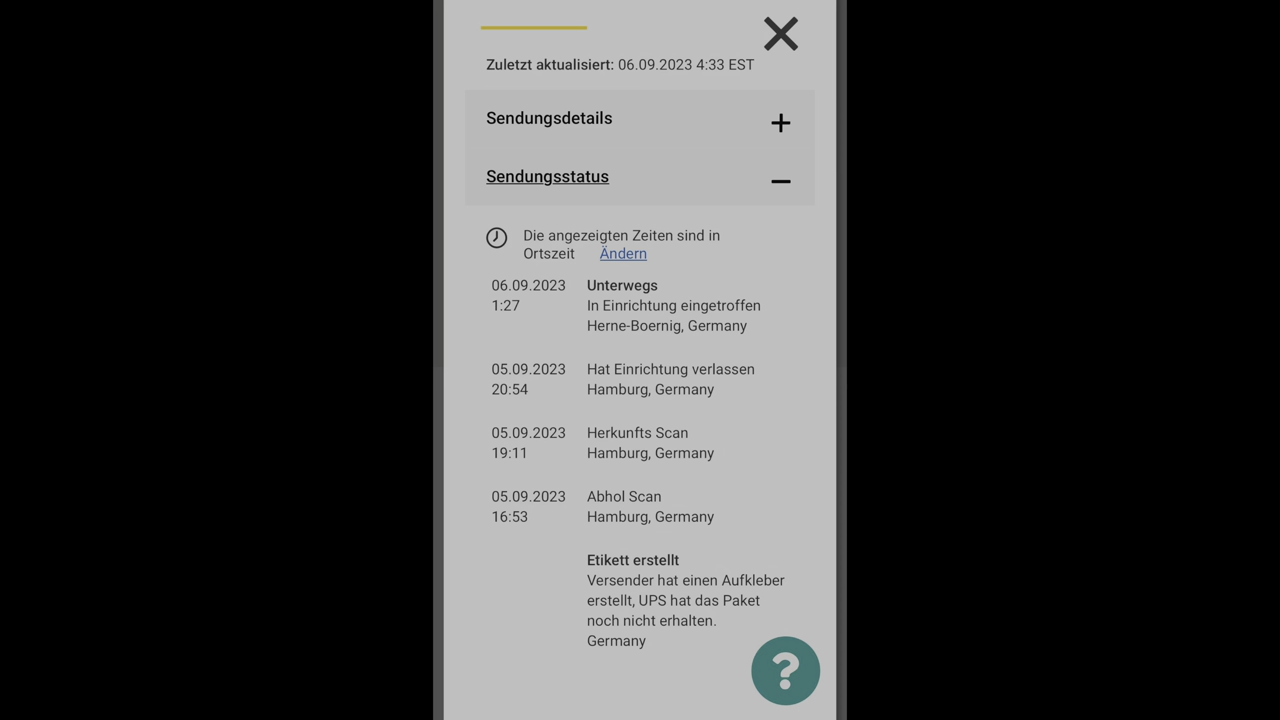 Zuletzt aktualisiert: 06.09.2023 4:33 EST
Sendungsdetails
Sendungsstatus
Die angezeigten Zeiten sind in
Ortszeit Ändern
06.09.2023 Unterwegs
1:27 In Einrichtung eingetroffen
Herne-Boernig, Germany
05.09.2023 Hat Einrichtung verlassen
20:54 Hamburg, Germany
05.09.2023 Herkunfts Scan
19:11 Hamburg, Germany
05.09.2023 Abhol Scan
16:53 Hamburg, Germany
Etikett erstellt
Versender hat einen Aufkleber
erstellt, UPS hat das Paket
noch nicht erhalten.
Germany
?